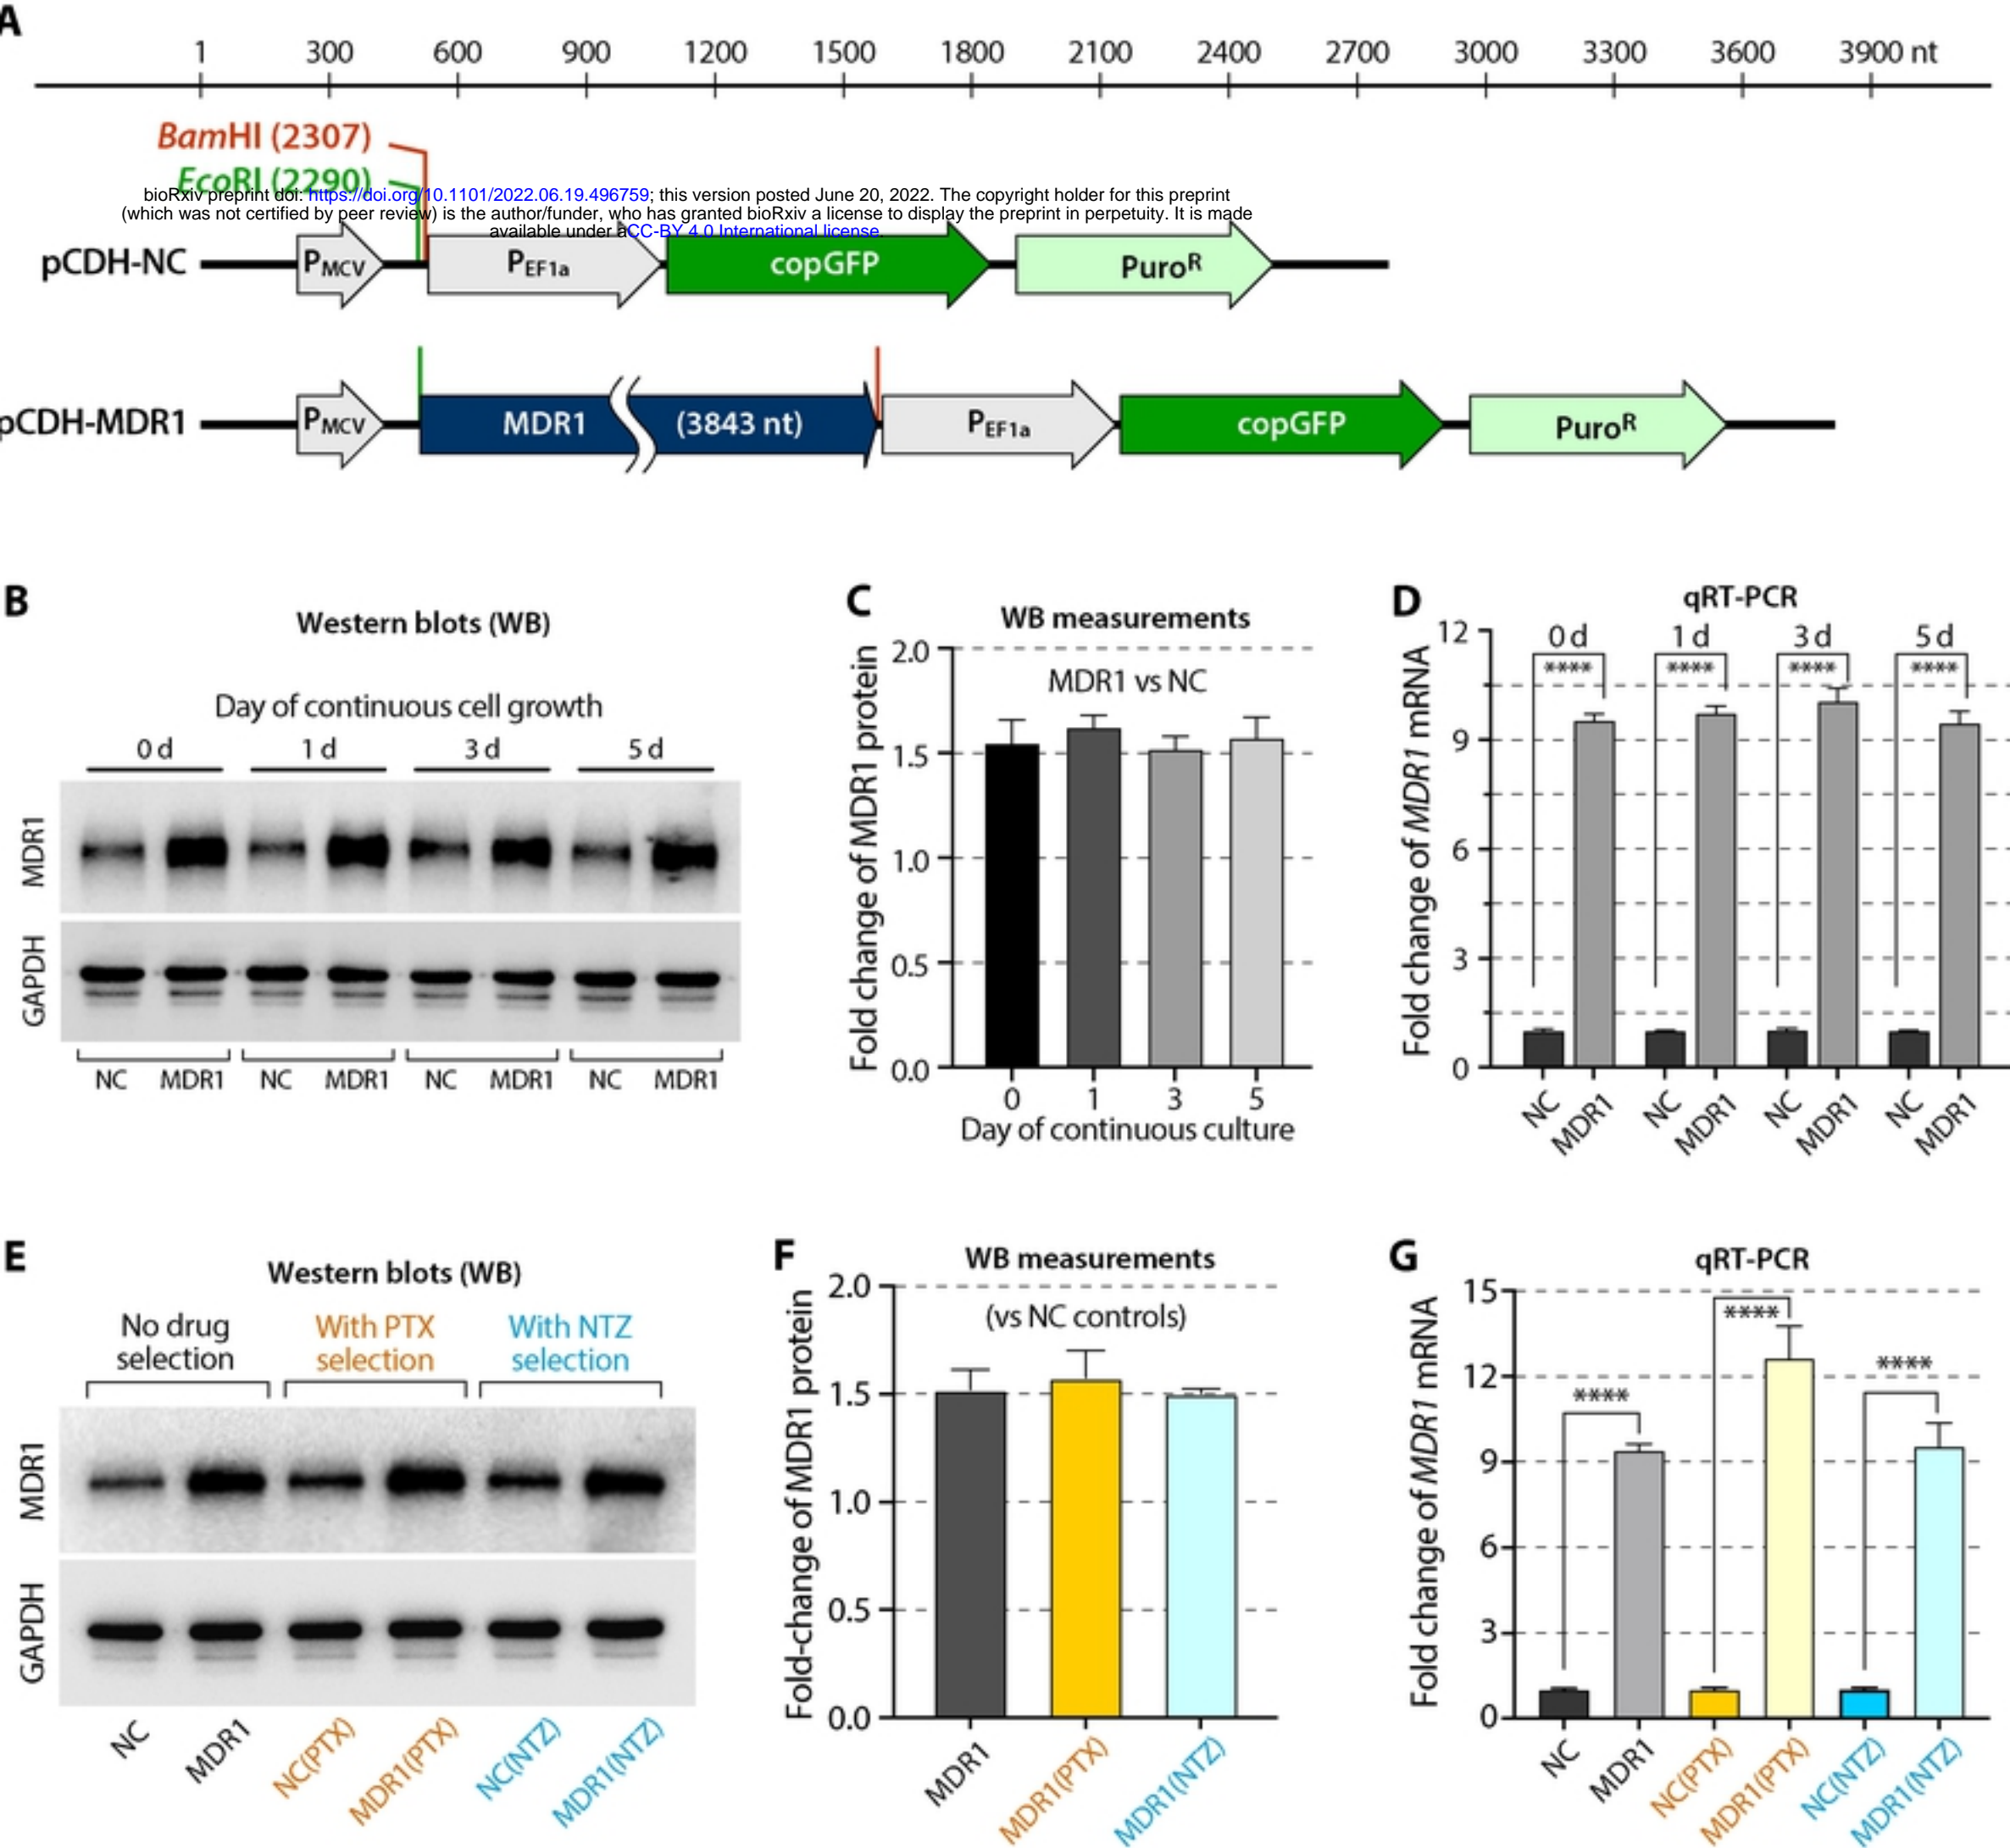 A
1 300 600 900 1200 1500 1800 2100 2400 2700 3000 3300 3600 3900 nt
BamHI (2307)
EcoRI (2290)
bioRxiv preprint doi: https://doi.org/10.1101/2022.06.19.496759; this version posted June 20, 2022. The copyright holder for this preprint
(which was not certified by peer review) is the author/funder, who has granted bioRxiv a license to display the preprint in perpetuity. It is made
available under aCC-BY 4.0 International license.
pCDH-NC PMCV PEF1a copGFP PuroR
pCDH-MDR1 PMCV MDR1 (3843 nt) PEF1a copGFP PuroR
B
Western blots (WB)
Day of continuous cell growth
0 d 1 d 3 d 5 d
MDR1
GAPDH
NC MDR1 NC MDR1 NC MDR1 NC MDR1
C
WB measurements
MDR1 vs NC
Fold change of MDR1 protein
2.0
1.5
1.0
0.5
0.0
0 1 3 5
Day of continuous culture
D
qRT-PCR
0 d 1 d 3 d 5 d
**** **** **** ****
Fold change of MDR1 mRNA
12
9
6
3
0
NC MDR1 NC MDR1 NC MDR1 NC MDR1
E
Western blots (WB)
No drug selection
With PTX selection
With NTZ selection
MDR1
GAPDH
NC MDR1 NC(PTX) MDR1(PTX) NC(NTZ) MDR1(NTZ)
F
WB measurements
(vs NC controls)
Fold-change of MDR1 protein
2.0
1.5
1.0
0.5
0.0
MDR1 MDR1(PTX) MDR1(NTZ)
G
qRT-PCR
**** **** ****
Fold change of MDR1 mRNA
15
12
9
6
3
0
NC MDR1 NC(PTX) MDR1(PTX) NC(NTZ) MDR1(NTZ)